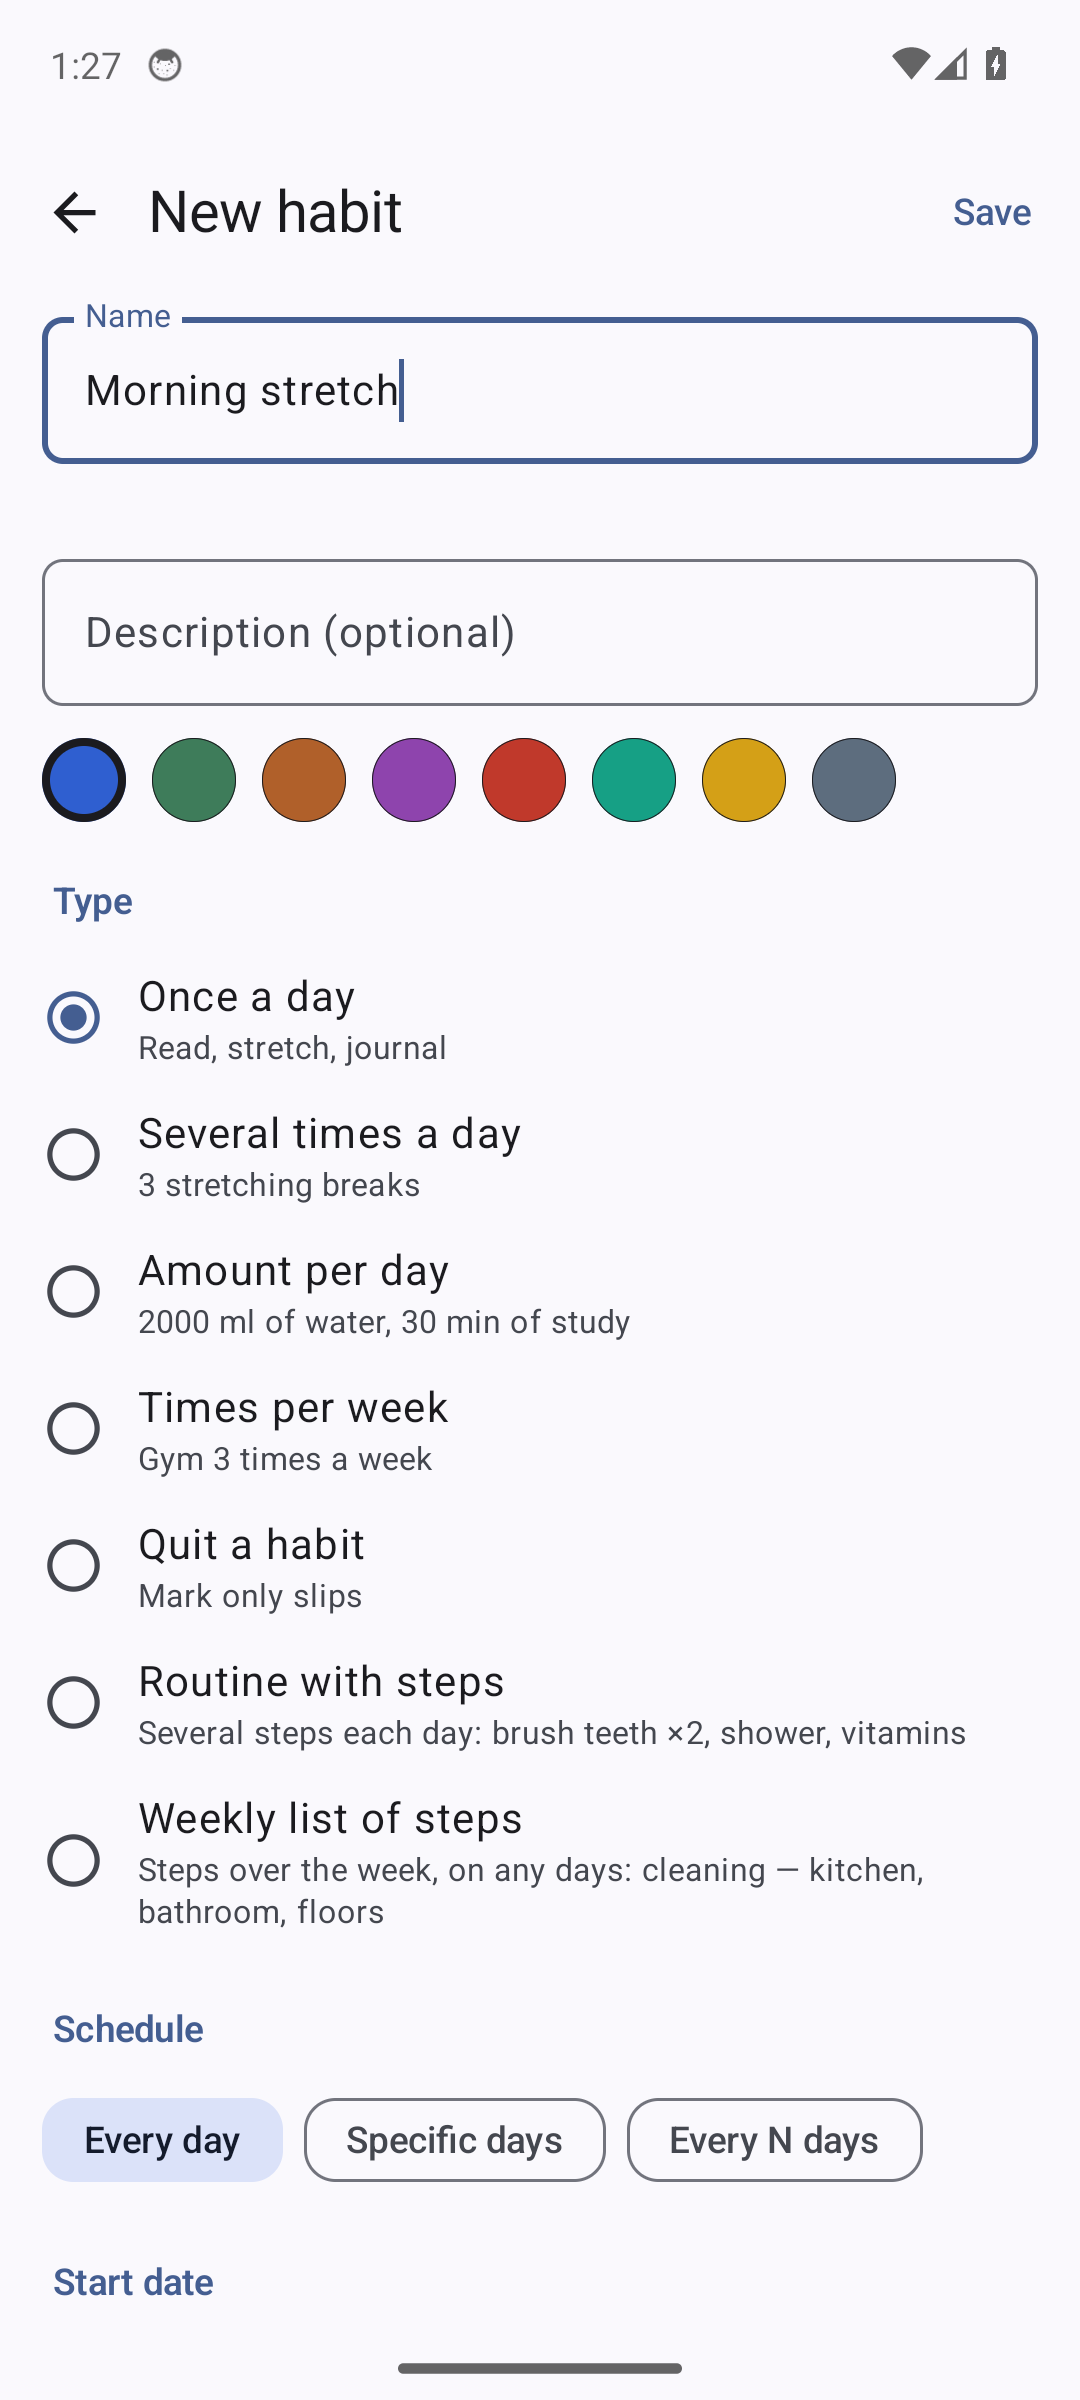 1:27
New habit
Save
Name
Morning stretch
Description (optional)
Type
Once a day
Read, stretch, journal
Several times a day
3 stretching breaks
Amount per day
2000 ml of water, 30 min of study
Times per week
Gym 3 times a week
Quit a habit
Mark only slips
Routine with steps
Several steps each day: brush teeth ×2, shower, vitamins
Weekly list of steps
Steps over the week, on any days: cleaning — kitchen,
bathroom, floors
Schedule
Every day
Specific days
Every N days
Start date